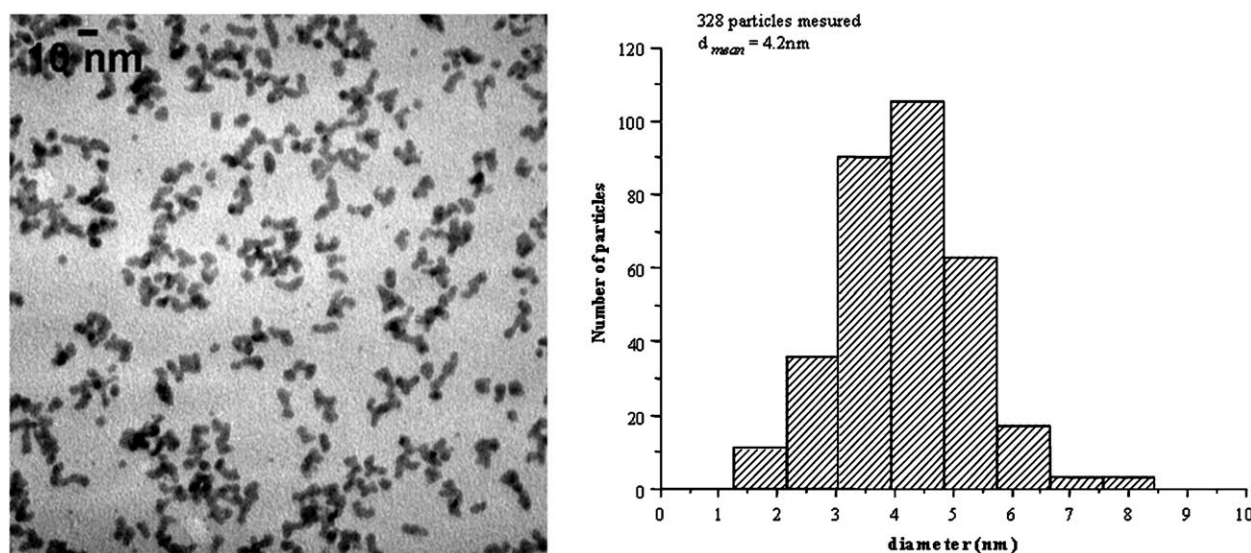 10 nm
328 particles mesured
d mean = 4.2nm
120
100
80
60
40
20
0
Number of particles
0 1 2 3 4 5 6 7 8 9 10
diameter (nm)